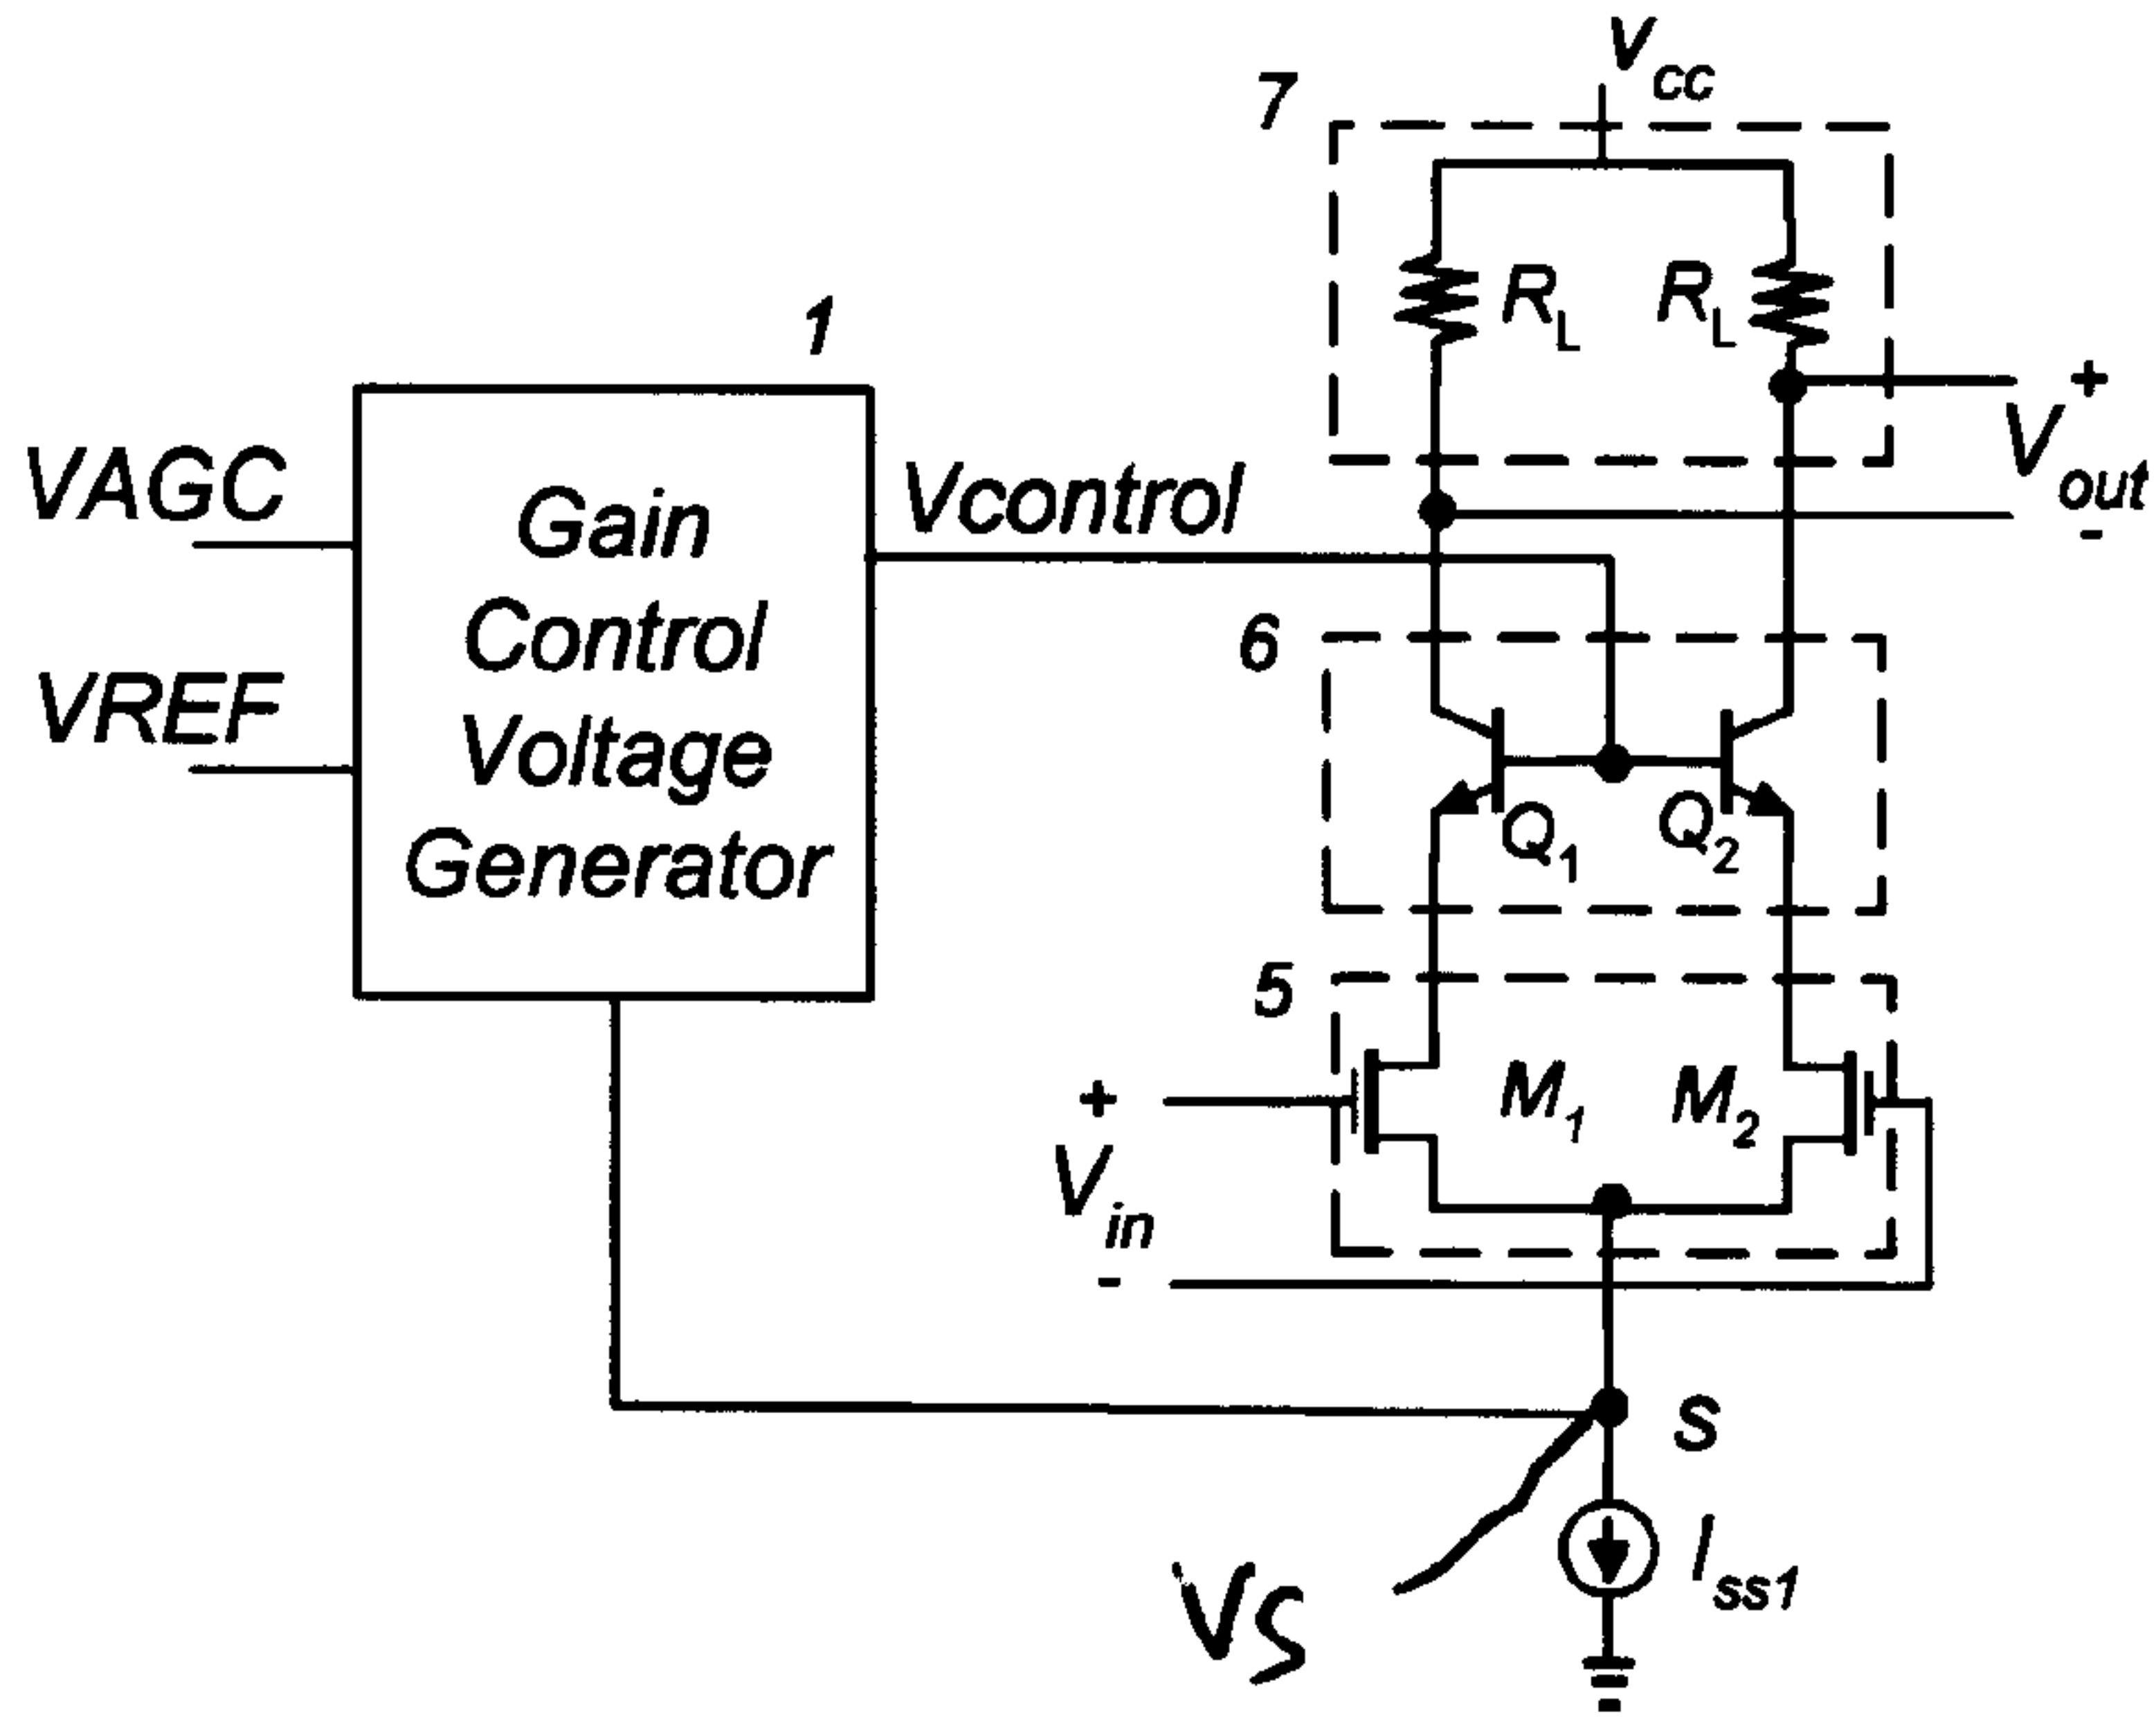 Vcc
7
RL
RL
1
+
Vout
-
VAGC
VREF
Gain
Control
Voltage
Generator
Vcontrol
6
Q1
Q2
5
M1
M2
+
Vin
-
S
Iss1
VS